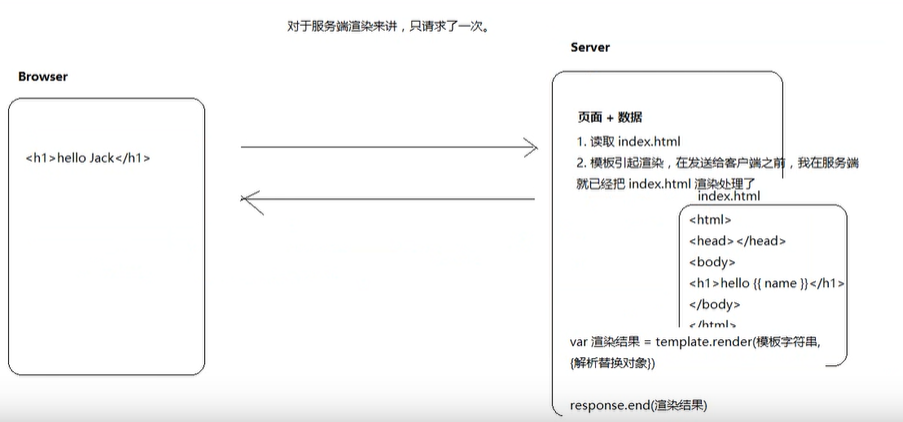 对于服务端渲染来讲，只请求了一次。
Server
Browser
页面 + 数据
<h1>hello Jack</h1>
1. 读取 index.html
2. 模板引起渲染，在发送给客户端之前，我在服务端
就已经把 index.html 渲染处理了
index.html
<html>
<head></head>
<body>
<h1>hello {{ name }}</h1>
</body>
</html>
var 渲染结果 = template.render(模板字符串,
{解析替换对象})
response.end(渲染结果)